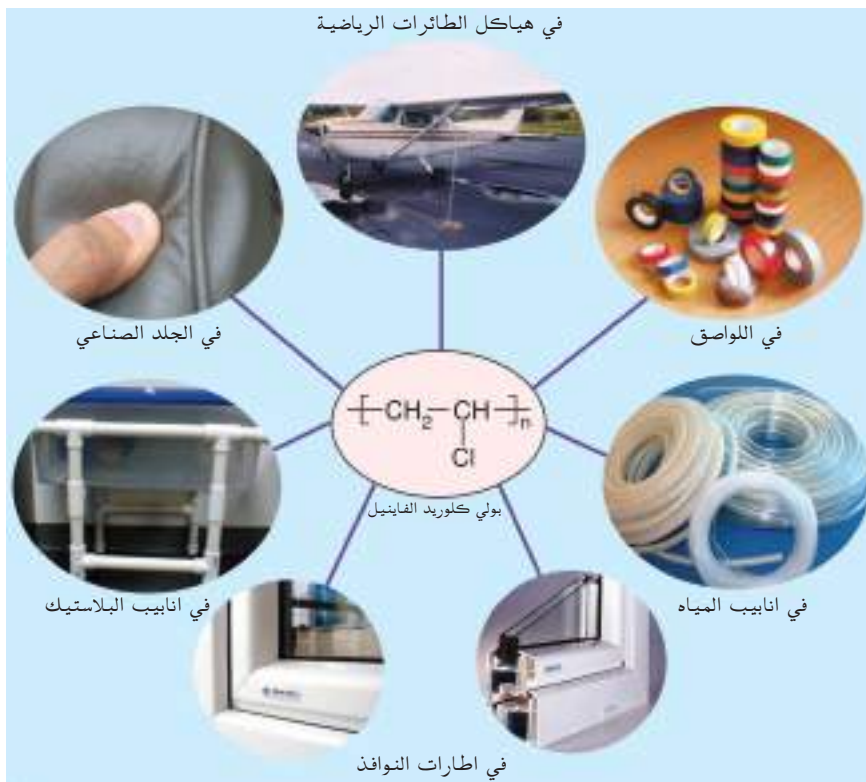 في هياكل الطائرات الرياضية
في اللواصق
في الجلد الصناعي
-[-CH2-CH-]-n
Cl
بولي كلوريد الفاينيل
في انابيب المياه
في انابيب البلاستيك
في اطارات النوافذ